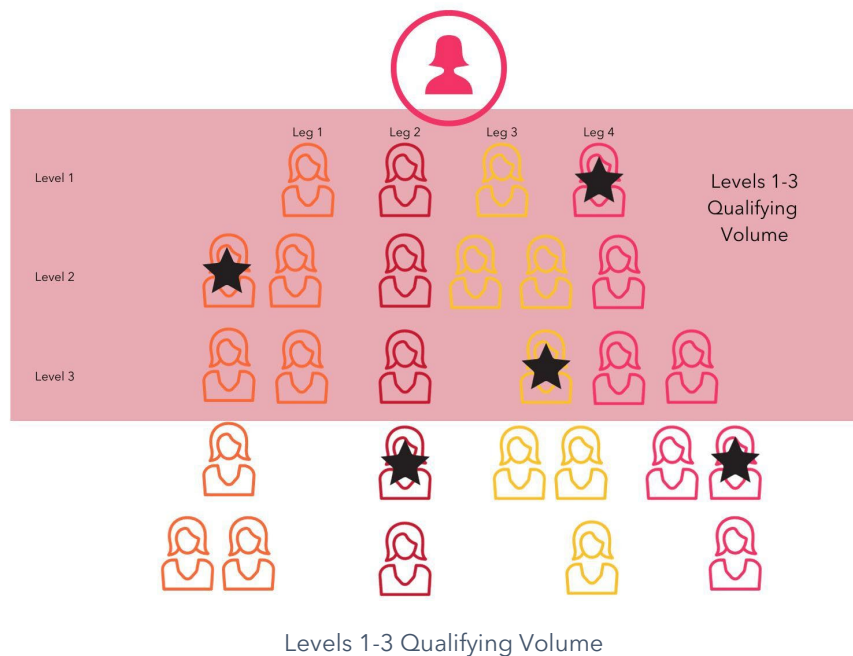 Leg 1
Leg 2
Leg 3
Leg 4
Level 1
Levels 1-3
Qualifying
Volume
Level 2
Level 3
Levels 1-3 Qualifying Volume